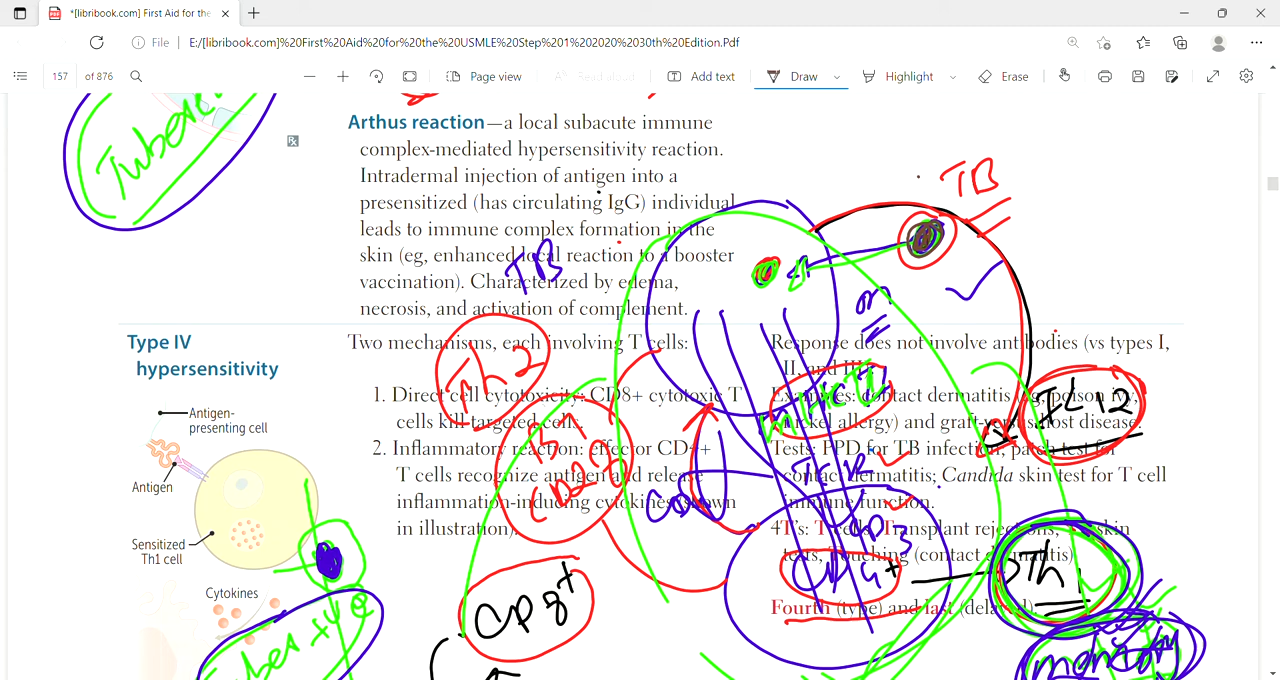 *[libribook.com] First Aid for the
File
E:/[libribook.com]%20First%20Aid%20for%20the%20USMLE%20Step%201%202020%2030th%20Edition.Pdf
157 of 876
Page view
Read aloud
Add text
Draw
Highlight
Erase
Arthus reaction—a local subacute immune
complex-mediated hypersensitivity reaction.
Intradermal injection of antigen into a
presensitized (has circulating IgG) individual
leads to immune complex formation in the
skin (eg, enhanced local reaction to a booster
vaccination). Characterized by edema,
necrosis, and activation of complement.
TB
TB
Type IV
hypersensitivity
Two mechanisms, each involving T cells:
1. Direct cell cytotoxicity: CD8+ cytotoxic T
cells kill targeted cells.
2. Inflammatory reaction: effector CD4+
T cells recognize antigen and release
inflammation-inducing cytokines (shown
in illustration).
Response does not involve antibodies (vs types I,
II, and III).
Examples: contact dermatitis (eg, poison ivy,
nickel allergy) and graft-versus-host disease.
Tests: PPD for TB infection; patch test for
contact dermatitis; Candida skin test for T cell
immune function.
4T's: T cells, Transplant rejections, TB skin
tests, Touching (contact dermatitis).
Fourth (type) and last (delayed).
Antigen-
presenting cell
Antigen
Sensitized
Th1 cell
Cytokines
Th2
B7
CD28
IL12
CD4+
Th1
CD8+